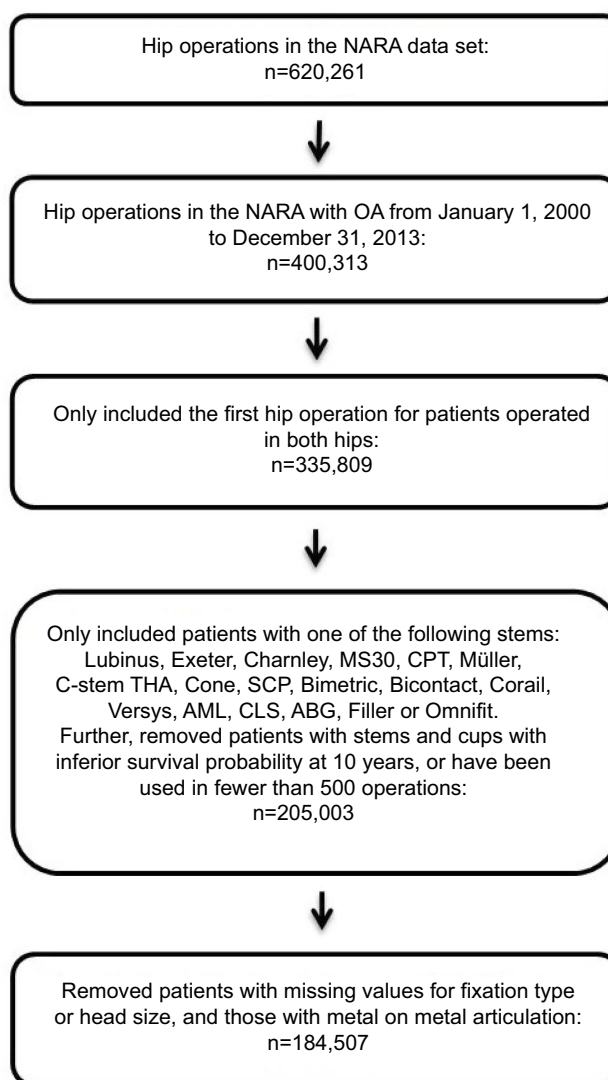 Hip operations in the NARA data set:
n=620,261
Hip operations in the NARA with OA from January 1, 2000
to December 31, 2013:
n=400,313
Only included the first hip operation for patients operated
in both hips:
n=335,809
Only included patients with one of the following stems:
Lubinus, Exeter, Charnley, MS30, CPT, Müller,
C-stem THA, Cone, SCP, Bimetric, Bicontact, Corail,
Versys, AML, CLS, ABG, Filler or Omnifit.
Further, removed patients with stems and cups with
inferior survival probability at 10 years, or have been
used in fewer than 500 operations:
n=205,003
Removed patients with missing values for fixation type
or head size, and those with metal on metal articulation:
n=184,507